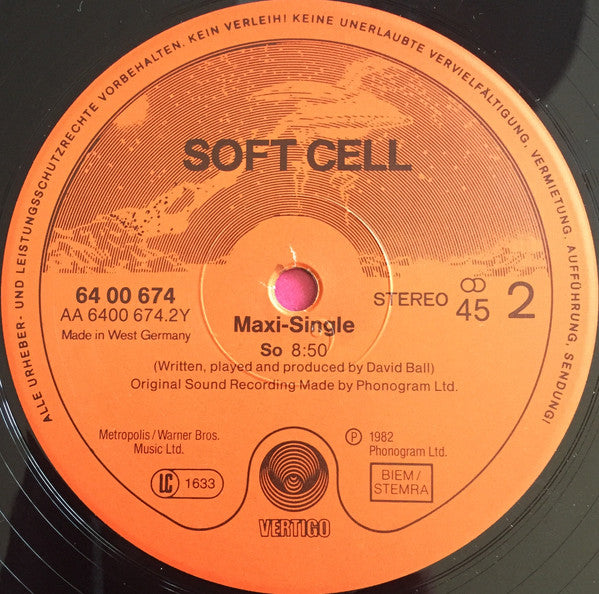 ALLE URHEBER- UND LEISTUNGSSCHUTZRECHTE VORBEHALTEN. KEIN VERLEIH! KEINE UNERLAUBTE VERVIELFÄLTIGUNG, VERMIETUNG, AUFFÜHRUNG, SENDUNG!
SOFT CELL
64 00 674
AA 6400 674.2Y
Made in West Germany
STEREO 45 2
Maxi-Single
So 8:50
(Written, played and produced by David Ball)
Original Sound Recording Made by Phonogram Ltd.
Metropolis / Warner Bros.
Music Ltd.
LC 1633
℗ 1982
Phonogram Ltd.
BIEM /
STEMRA
VERTIGO